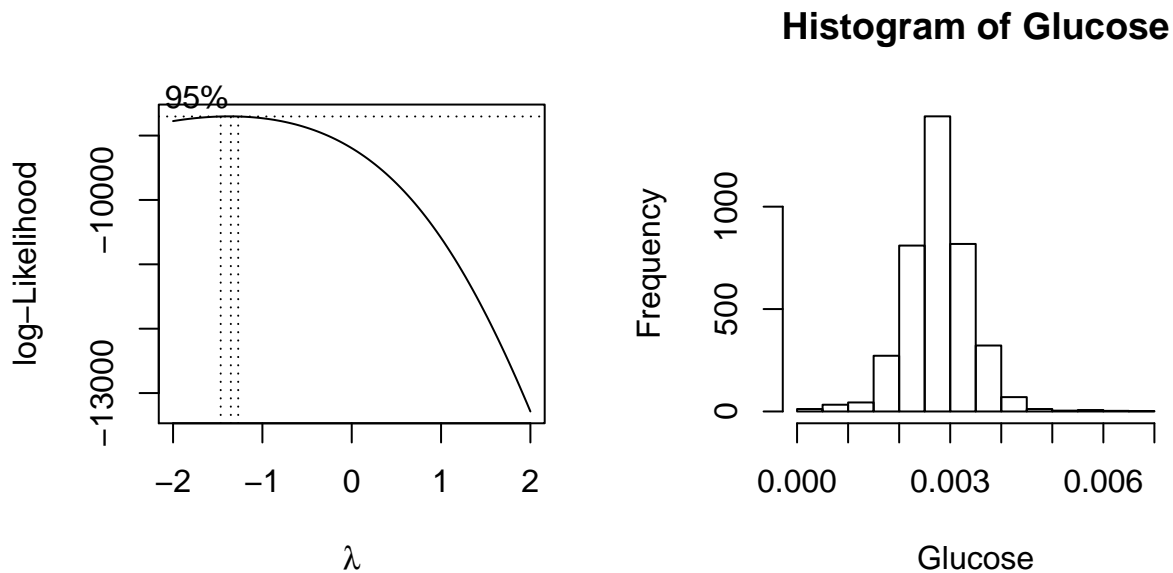 95%
log−Likelihood
−10000
−13000
−2 −1 0 1 2
λ
Histogram of Glucose
Frequency
1000
500
0
0.000 0.003 0.006
Glucose